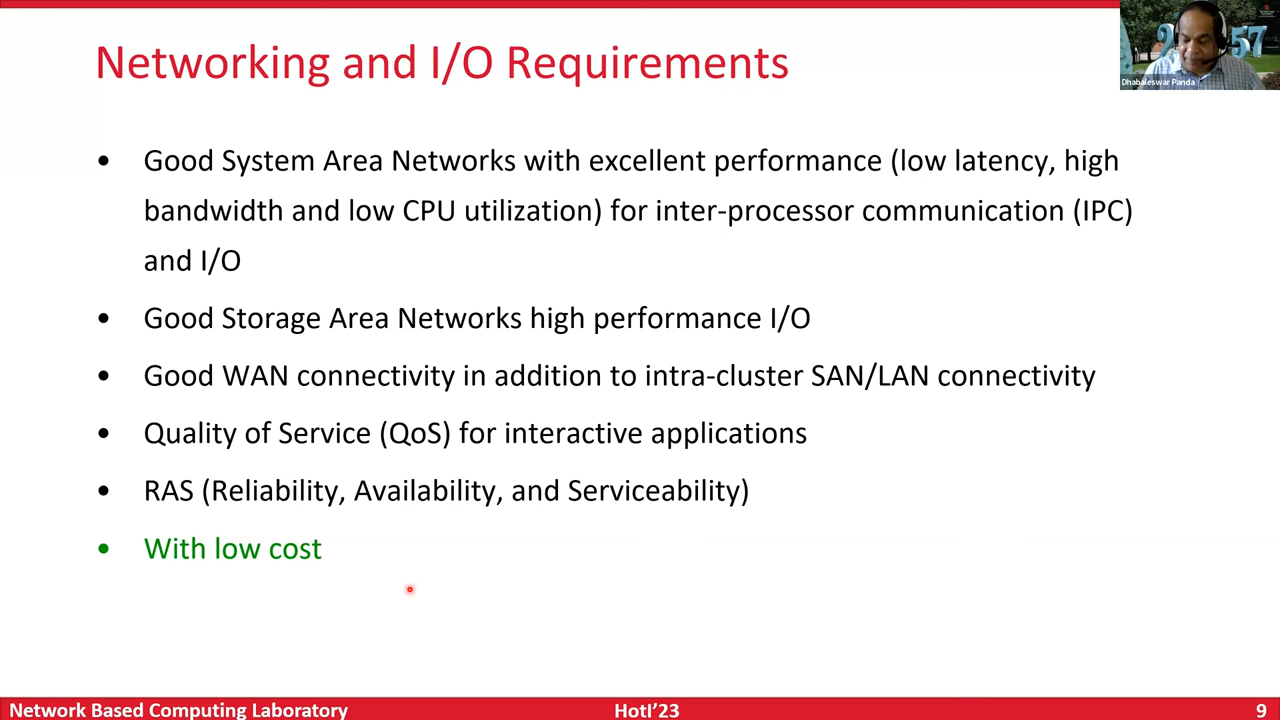 Networking and I/O Requirements
Dhabaleswar Panda
57
• Good System Area Networks with excellent performance (low latency, high
bandwidth and low CPU utilization) for inter-processor communication (IPC)
and I/O
• Good Storage Area Networks high performance I/O
• Good WAN connectivity in addition to intra-cluster SAN/LAN connectivity
• Quality of Service (QoS) for interactive applications
• RAS (Reliability, Availability, and Serviceability)
• With low cost
Network Based Computing Laboratory
HotI’23
9